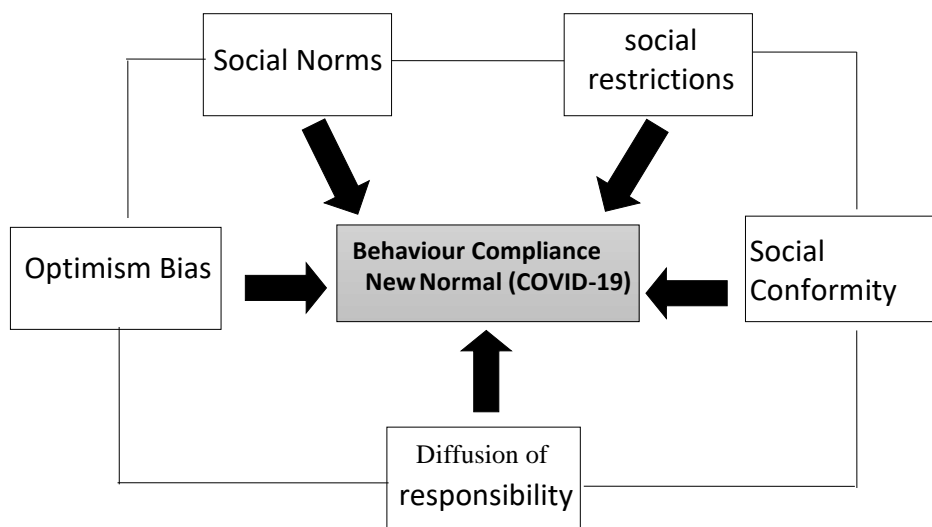 Social Norms
social
restrictions
Optimism Bias
Behaviour Compliance
New Normal (COVID-19)
Social
Conformity
Diffusion of
responsibility